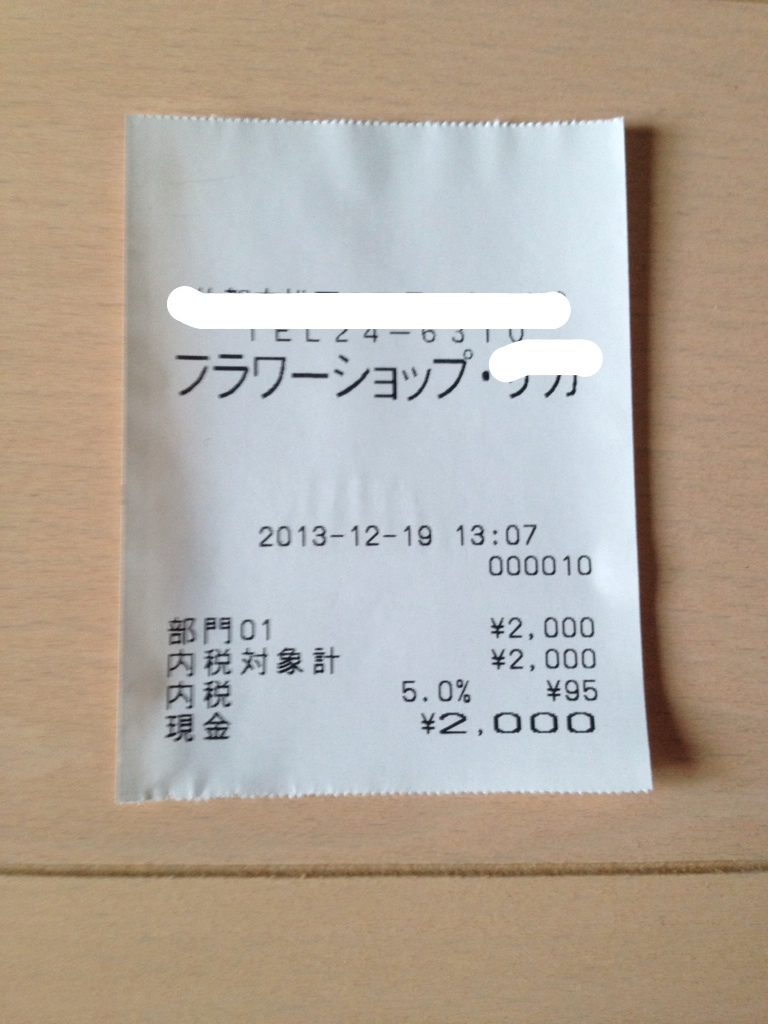 TEL24-6310
フラワーショップ・
2013-12-19 13:07
000010
部門01 ¥2,000
内税対象計 ¥2,000
内税 5.0% ¥95
現金 ¥2,000